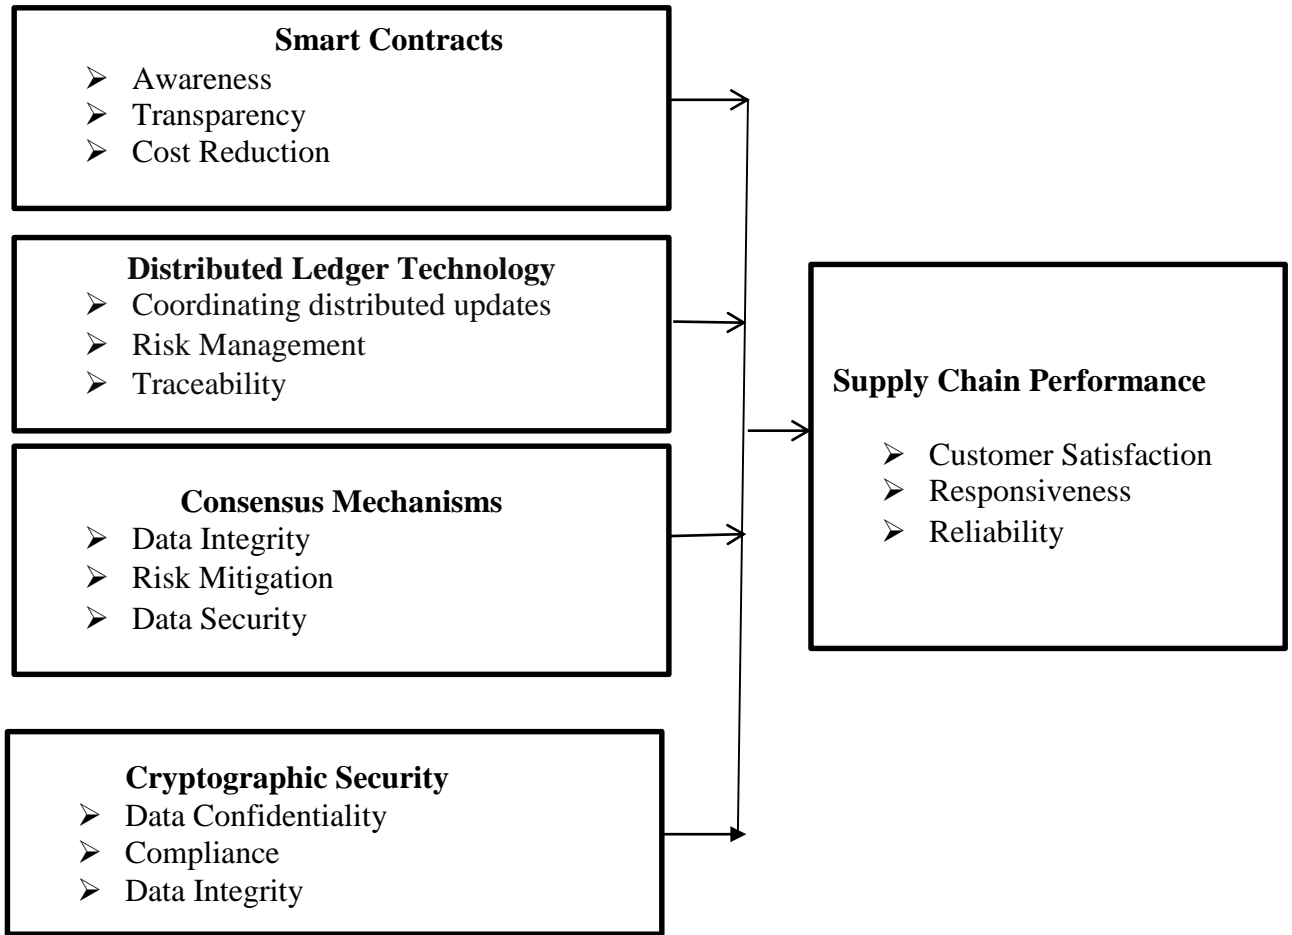 Smart Contracts
➢ Awareness
➢ Transparency
➢ Cost Reduction
Distributed Ledger Technology
➢ Coordinating distributed updates
➢ Risk Management
➢ Traceability
Consensus Mechanisms
➢ Data Integrity
➢ Risk Mitigation
➢ Data Security
Cryptographic Security
➢ Data Confidentiality
➢ Compliance
➢ Data Integrity
Supply Chain Performance
➢ Customer Satisfaction
➢ Responsiveness
➢ Reliability